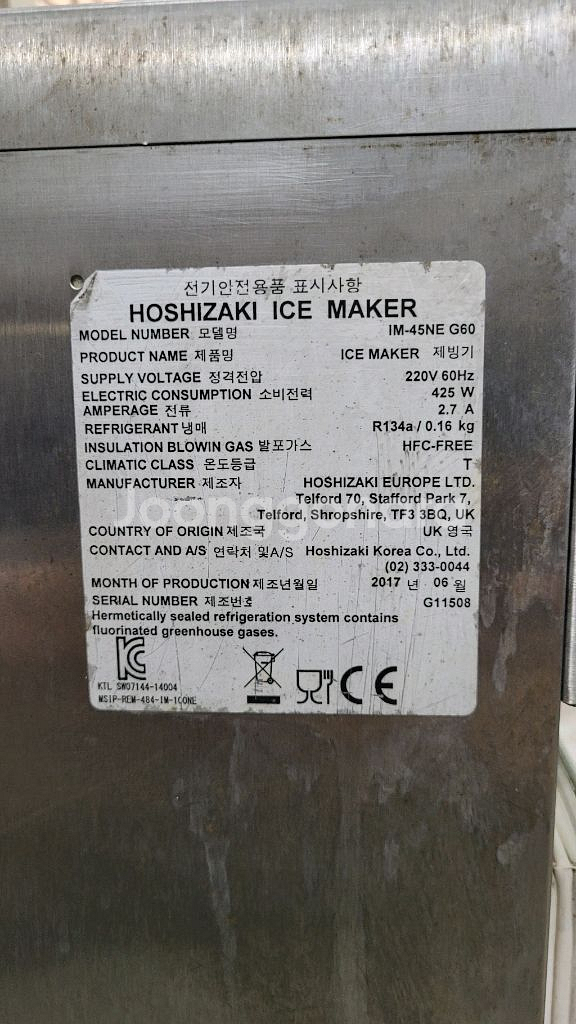 전기안전용품 표시사항
HOSHIZAKI ICE MAKER
MODEL NUMBER 모델명 IM-45NE G60
PRODUCT NAME 제품명 ICE MAKER 제빙기
SUPPLY VOLTAGE 정격전압 220V 60Hz
ELECTRIC CONSUMPTION 소비전력 425 W
AMPERAGE 전류 2.7 A
REFRIGERANT 냉매 R134a / 0.16 kg
INSULATION BLOWIN GAS 발포가스 HFC-FREE
CLIMATIC CLASS 온도등급 T
MANUFACTURER 제조자 HOSHIZAKI EUROPE LTD.
Telford 70, Stafford Park 7,
Telford, Shropshire, TF3 3BQ, UK
COUNTRY OF ORIGIN 제조국 UK 영국
CONTACT AND A/S 연락처 및A/S Hoshizaki Korea Co., Ltd.
(02) 333-0044
MONTH OF PRODUCTION 제조년월일 2017 년 06 월
SERIAL NUMBER 제조번호 G11508
Hermetically sealed refrigeration system contains
fluorinated greenhouse gases.
KTL SW07144-14004
MSIP-REM-484-IM-100NE
CE